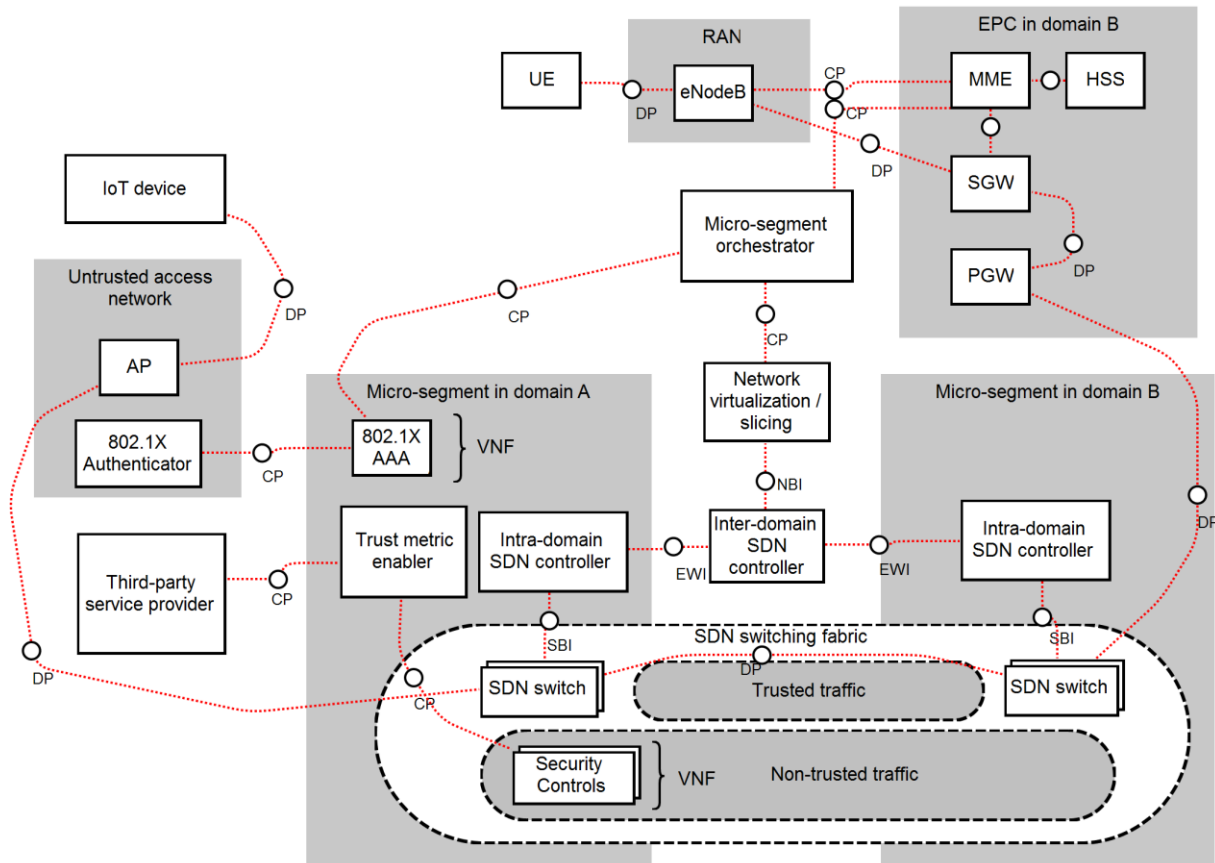 RAN
EPC in domain B
UE
DP
eNodeB
CP
CP
MME
HSS
DP
SGW
IoT device
Micro-segment
orchestrator
PGW
DP
Untrusted access
network
DP
CP
CP
AP
Micro-segment in domain A
Network
virtualization /
slicing
Micro-segment in domain B
802.1X
Authenticator
CP
802.1X
AAA
VNF
NBI
DP
Third-party
service provider
CP
Trust metric
enabler
Intra-domain
SDN controller
EWI
Inter-domain
SDN
controller
EWI
Intra-domain
SDN controller
SBI
SDN switching fabric
SBI
DP
CP
SDN switch
DP
Trusted traffic
SDN switch
Security
Controls
VNF
Non-trusted traffic